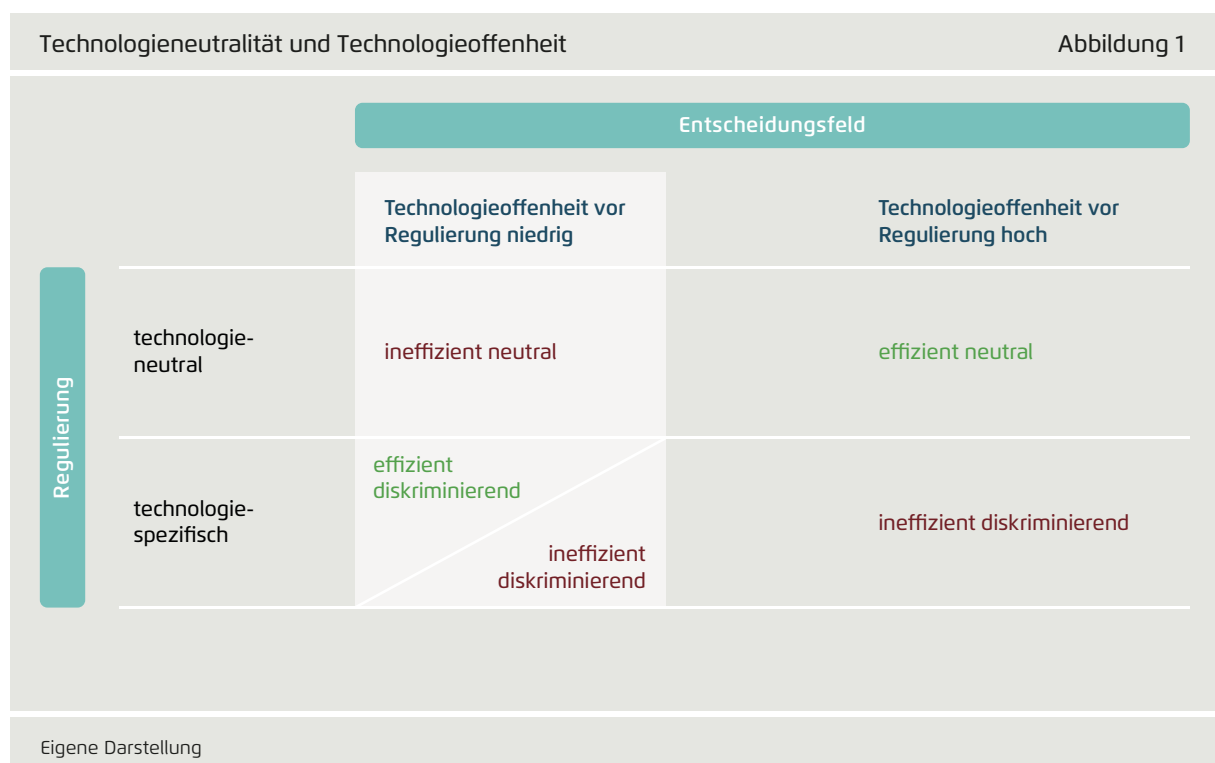 Technologieneutralität und Technologieoffenheit Abbildung 1
Entscheidungsfeld
Technologieoffenheit vor
Regulierung niedrig
Technologieoffenheit vor
Regulierung hoch
Regulierung
technologie-
neutral
ineffizient neutral
effizient neutral
technologie-
spezifisch
effizient
diskriminierend
ineffizient
diskriminierend
ineffizient diskriminierend
Eigene Darstellung